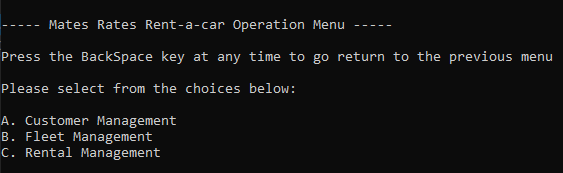 ----- Mates Rates Rent-a-car Operation Menu -----
Press the BackSpace key at any time to go return to the previous menu
Please select from the choices below:
A. Customer Management
B. Fleet Management
C. Rental Management